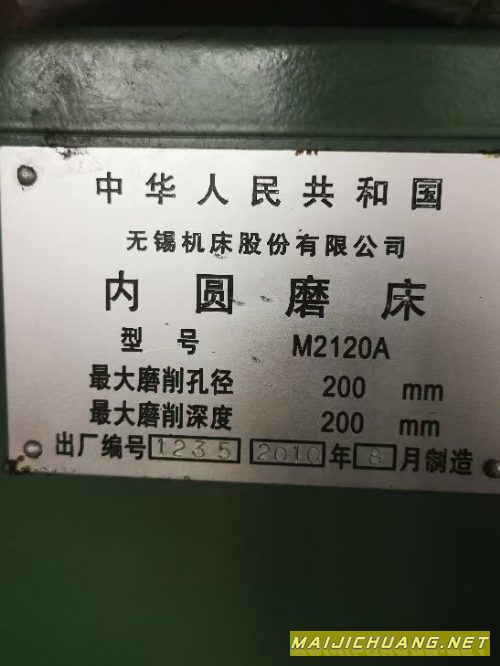 中华人民共和国
无锡机床股份有限公司
内圆磨床
型号 M2120A
最大磨削孔径 200 mm
最大磨削深度 200 mm
出厂编号 1235 2010 年 8 月制造
MAIJICHUANG.NET